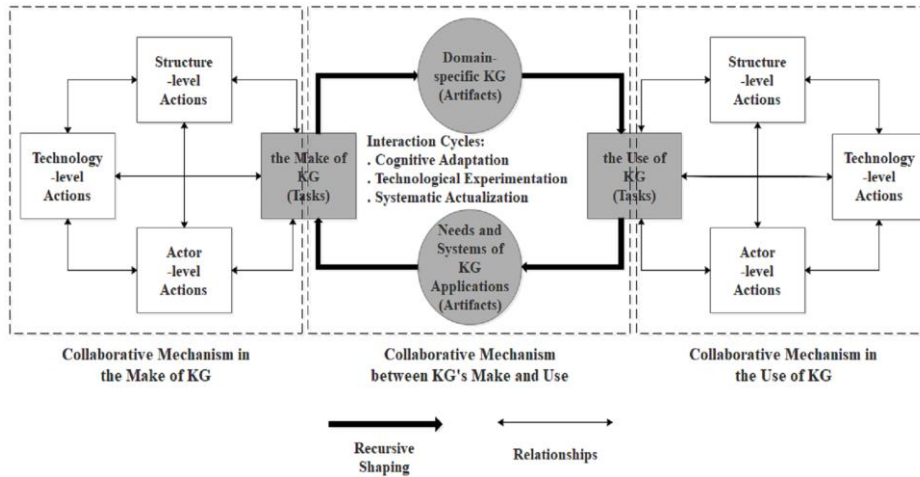 Structure
-level
Actions
Technology
-level
Actions
the Make of
KG
(Tasks)
Actor
-level
Actions
Domain-
specific KG
(Artifacts)
Interaction Cycles:
. Cognitive Adaptation
. Technological Experimentation
. Systematic Actualization
Needs and
Systems of
KG
Applications
(Artifacts)
the Use of
KG
(Tasks)
Structure
-level
Actions
Technology
-level
Actions
Actor
-level
Actions
Collaborative Mechanism in
the Make of KG
Collaborative Mechanism
between KG's Make and Use
Collaborative Mechanism in
the Use of KG
Recursive
Shaping
Relationships